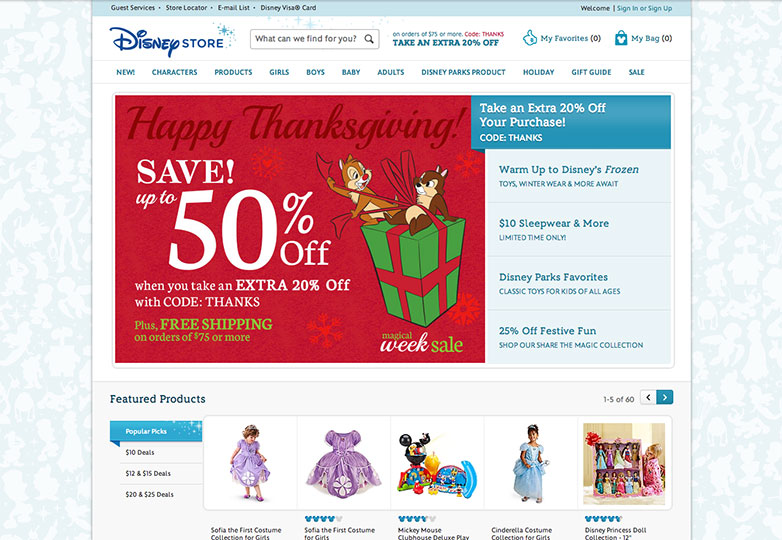 Guest Services • Store Locator • E-mail List • Disney Visa® Card
Welcome | Sign In or Sign Up
Disney STORE
What can we find for you?
on orders of $75 or more. Code: THANKS
TAKE AN EXTRA 20% OFF
My Favorites (0)
My Bag (0)
NEW! CHARACTERS PRODUCTS GIRLS BOYS BABY ADULTS DISNEY PARKS PRODUCT HOLIDAY GIFT GUIDE SALE
Happy Thanksgiving!
SAVE!
up to
50% Off
when you take an EXTRA 20% Off
with CODE: THANKS
Plus, FREE SHIPPING
on orders of $75 or more
magical
week sale
Take an Extra 20% Off
Your Purchase!
CODE: THANKS
Warm Up to Disney's Frozen
TOYS, WINTER WEAR & MORE AWAIT
$10 Sleepwear & More
LIMITED TIME ONLY!
Disney Parks Favorites
CLASSIC TOYS FOR KIDS OF ALL AGES
25% Off Festive Fun
SHOP OUR SHARE THE MAGIC COLLECTION
Featured Products
1-5 of 60
Popular Picks
$10 Deals
$12 & $15 Deals
$20 & $25 Deals
Sofia the First Costume
Collection for Girls
Sofia the First Costume for
Girls
Mickey Mouse
Clubhouse Deluxe Play
Cinderella Costume
Collection for Girls
Disney Princess Doll
Collection - 12"